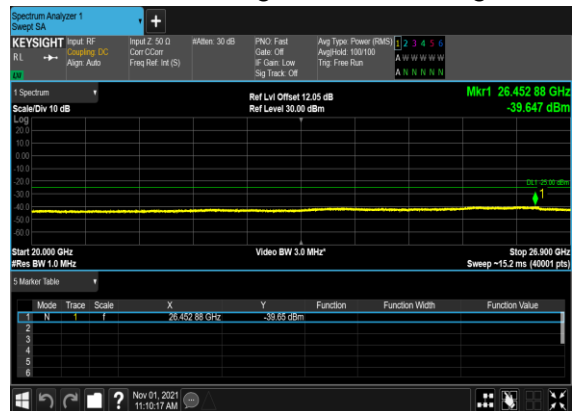 Spectrum Analyzer 1
Swept SA
+
KEYSIGHT
RL
Input: RF
Coupling: DC
Align: Auto
Input Z: 50 Ω
Corr CCorr
Freq Ref: Int (S)
#Atten: 30 dB
PNO: Fast
Gate: Off
IF Gain: Low
Sig Track: Off
Avg Type: Power (RMS)
Avg|Hold: 100/100
Trig: Free Run
1 2 3 4 5 6
A W W W W W
A N N N N N
1 Spectrum
Scale/Div 10 dB
Ref Lvl Offset 12.05 dB
Ref Level 30.00 dBm
Mkr1 26.452 88 GHz
-39.647 dBm
Log
20.0
10.0
0.00
-10.0
-20.0
-30.0
-40.0
-50.0
-60.0
DL1 -25.00 dBm
1
Start 20.000 GHz
#Res BW 1.0 MHz
Video BW 3.0 MHz*
Stop 26.900 GHz
Sweep ~15.2 ms (40001 pts)
5 Marker Table
Mode Trace Scale X Y Function Function Width Function Value
1 N 1 f 26.452 88 GHz -39.65 dBm
2
3
4
5
6
?
Nov 01, 2021
11:10:17 AM